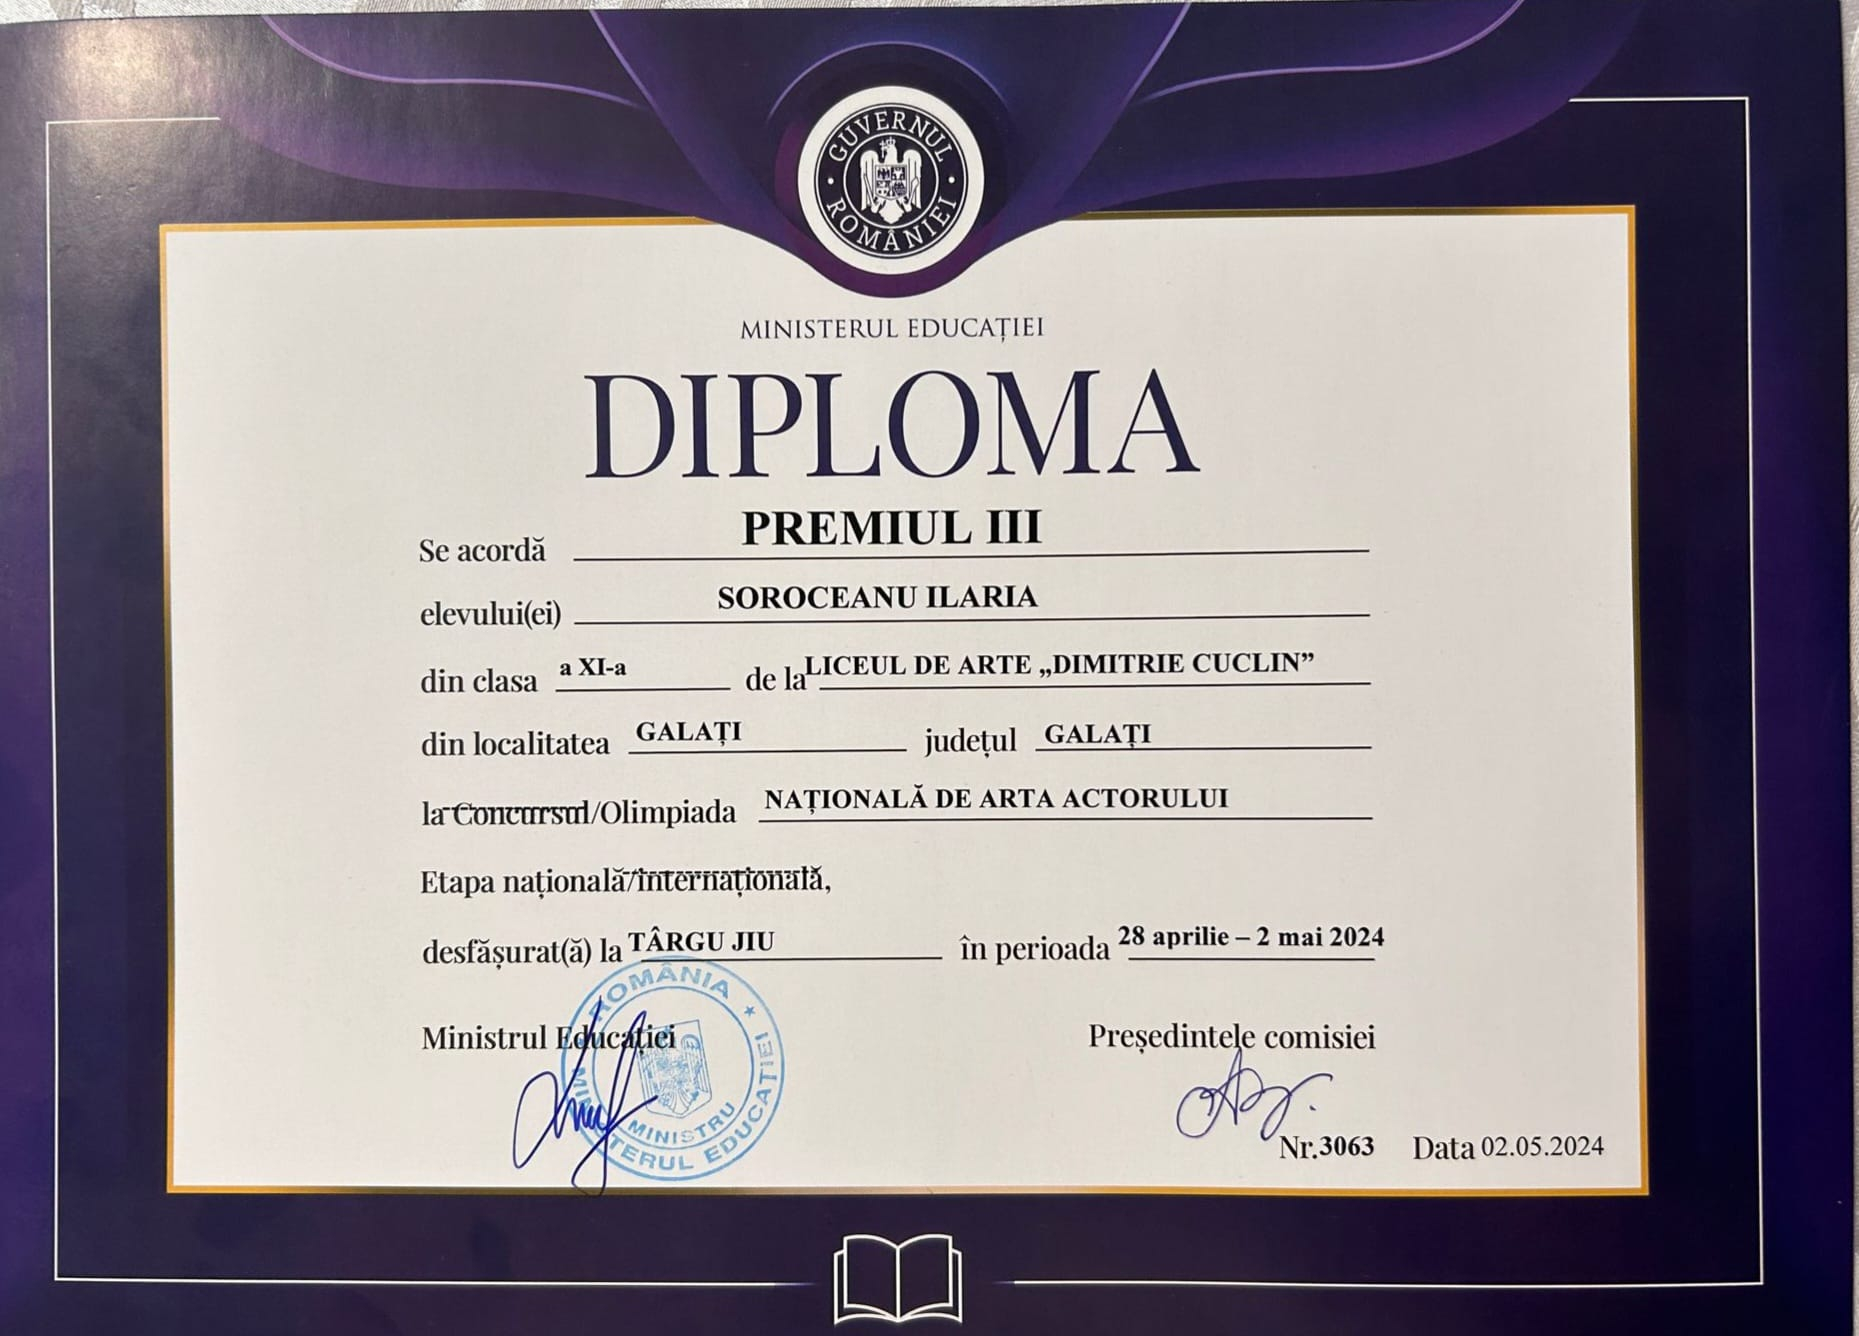 GUVERNUL ROMÂNIEI
MINISTERUL EDUCAȚIEI
DIPLOMA
Se acordă PREMIUL III
elevului(ei) SOROCEANU ILARIA
din clasa a XI-a de la LICEUL DE ARTE „DIMITRIE CUCLIN”
din localitatea GALAȚI județul GALAȚI
la Concursul/Olimpiada NAȚIONALĂ DE ARTA ACTORULUI
Etapa națională/internațională,
desfășurat(ă) la TÂRGU JIU în perioada 28 aprilie – 2 mai 2024
Ministrul Educației Președintele comisiei
ROMÂNIA ★ MINISTERUL EDUCAȚIEI
MINISTRU
Nr.3063 Data 02.05.2024